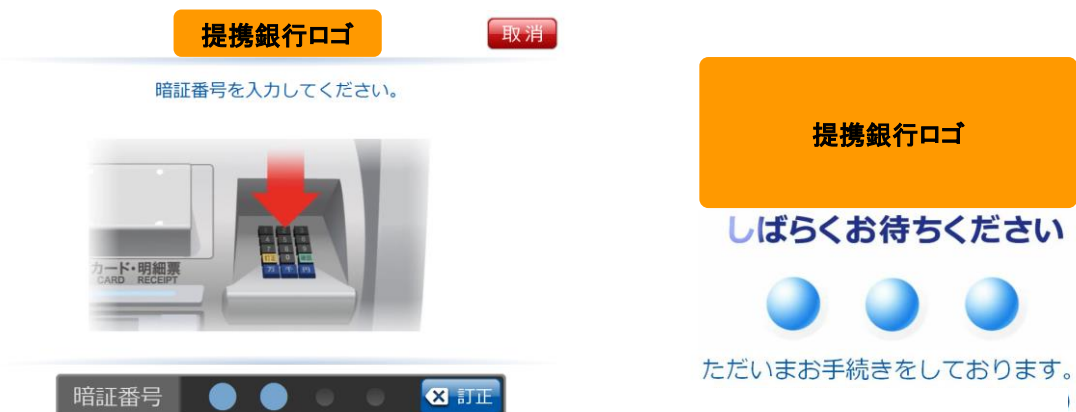 提携銀行ロゴ
取消
暗証番号を入力してください。
カード・明細票
CARD RECEIPT
暗証番号
訂正
提携銀行ロゴ
しばらくお待ちください
ただいまお手続きをしております。